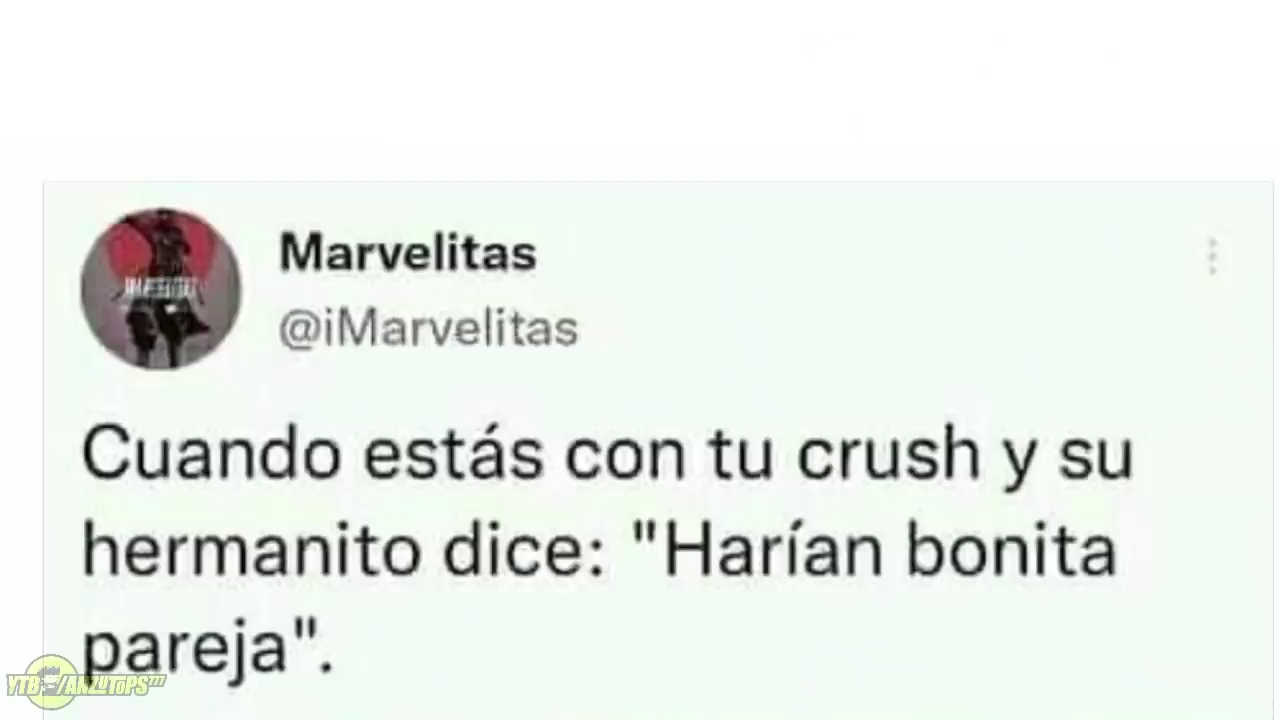 Marvelitas
@iMarvelitas
Cuando estás con tu crush y su
hermanito dice: "Harían bonita
pareja".